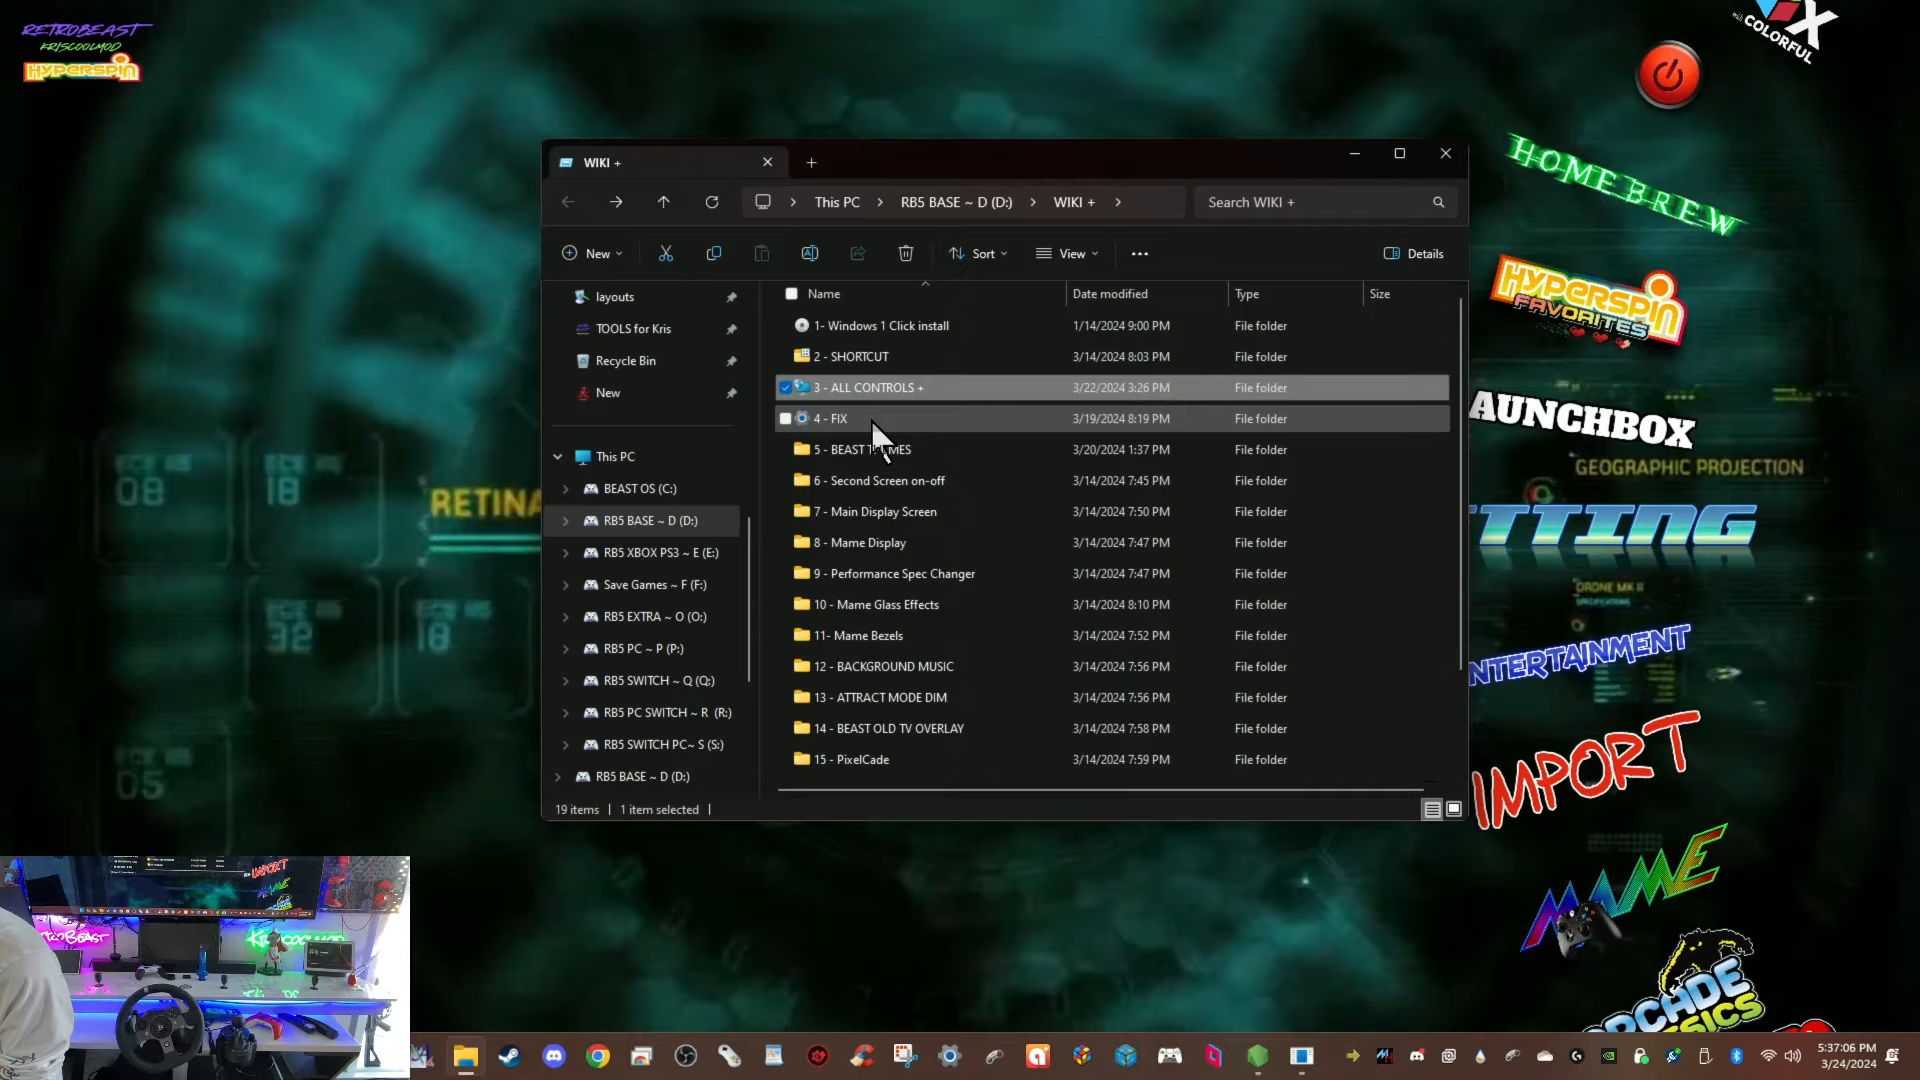 RETROBEAST
KRISCOOLMOD
HYPERSPIN
COLORFUL
HOMEBREW
HYPERSPIN
FAVORITES
AUNCHBOX
GEOGRAPHIC PROJECTION
TTING
DRONE MK II
NTERTAINMENT
IMPORT
MAME
ARCADE
RETINA
08
18
32
18
05
WIKI +
This PC > RB5 BASE ~ D (D:) > WIKI + >
Search WIKI +
New
Sort
View
Details
layouts
TOOLS for Kris
Recycle Bin
New
This PC
BEAST OS (C:)
RB5 BASE ~ D (D:)
RB5 XBOX PS3 ~ E (E:)
Save Games ~ F (F:)
RB5 EXTRA ~ O (O:)
RB5 PC ~ P (P:)
RB5 SWITCH ~ Q (Q:)
RB5 PC SWITCH ~ R (R:)
RB5 SWITCH PC~ S (S:)
RB5 BASE ~ D (D:)
Name Date modified Type Size
1- Windows 1 Click install 1/14/2024 9:00 PM File folder
2 - SHORTCUT 3/14/2024 8:03 PM File folder
3 - ALL CONTROLS + 3/22/2024 3:26 PM File folder
4 - FIX 3/19/2024 8:19 PM File folder
5 - BEAST 3/20/2024 1:37 PM File folder
6 - Second Screen on-off 3/14/2024 7:45 PM File folder
7 - Main Display Screen 3/14/2024 7:50 PM File folder
8 - Mame Display 3/14/2024 7:47 PM File folder
9 - Performance Spec Changer 3/14/2024 7:47 PM File folder
10 - Mame Glass Effects 3/14/2024 8:10 PM File folder
11- Mame Bezels 3/14/2024 7:52 PM File folder
12 - BACKGROUND MUSIC 3/14/2024 7:56 PM File folder
13 - ATTRACT MODE DIM 3/14/2024 7:56 PM File folder
14 - BEAST OLD TV OVERLAY 3/14/2024 7:58 PM File folder
15 - PixelCade 3/14/2024 7:59 PM File folder
19 items | 1 item selected |
IMPORT
5:37:06 PM
3/24/2024